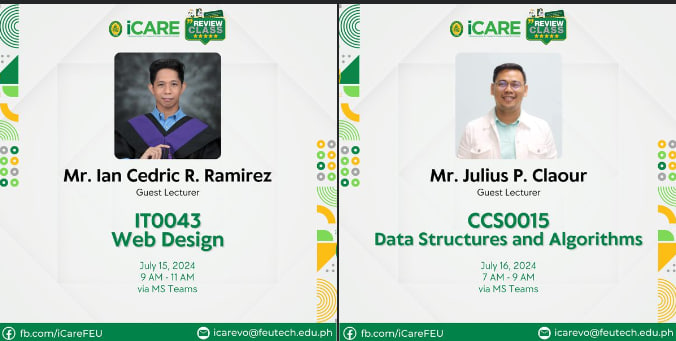 iCARE
REVIEW
CLASS
Mr. Ian Cedric R. Ramirez
Guest Lecturer
IT0043
Web Design
July 15, 2024
9 AM - 11 AM
via MS Teams
fb.com/iCareFEU
icarevo@feutech.edu.ph
iCARE
REVIEW
CLASS
Mr. Julius P. Claour
Guest Lecturer
CCS0015
Data Structures and Algorithms
July 16, 2024
7 AM - 9 AM
via MS Teams
fb.com/iCareFEU
icarevo@feutech.edu.ph